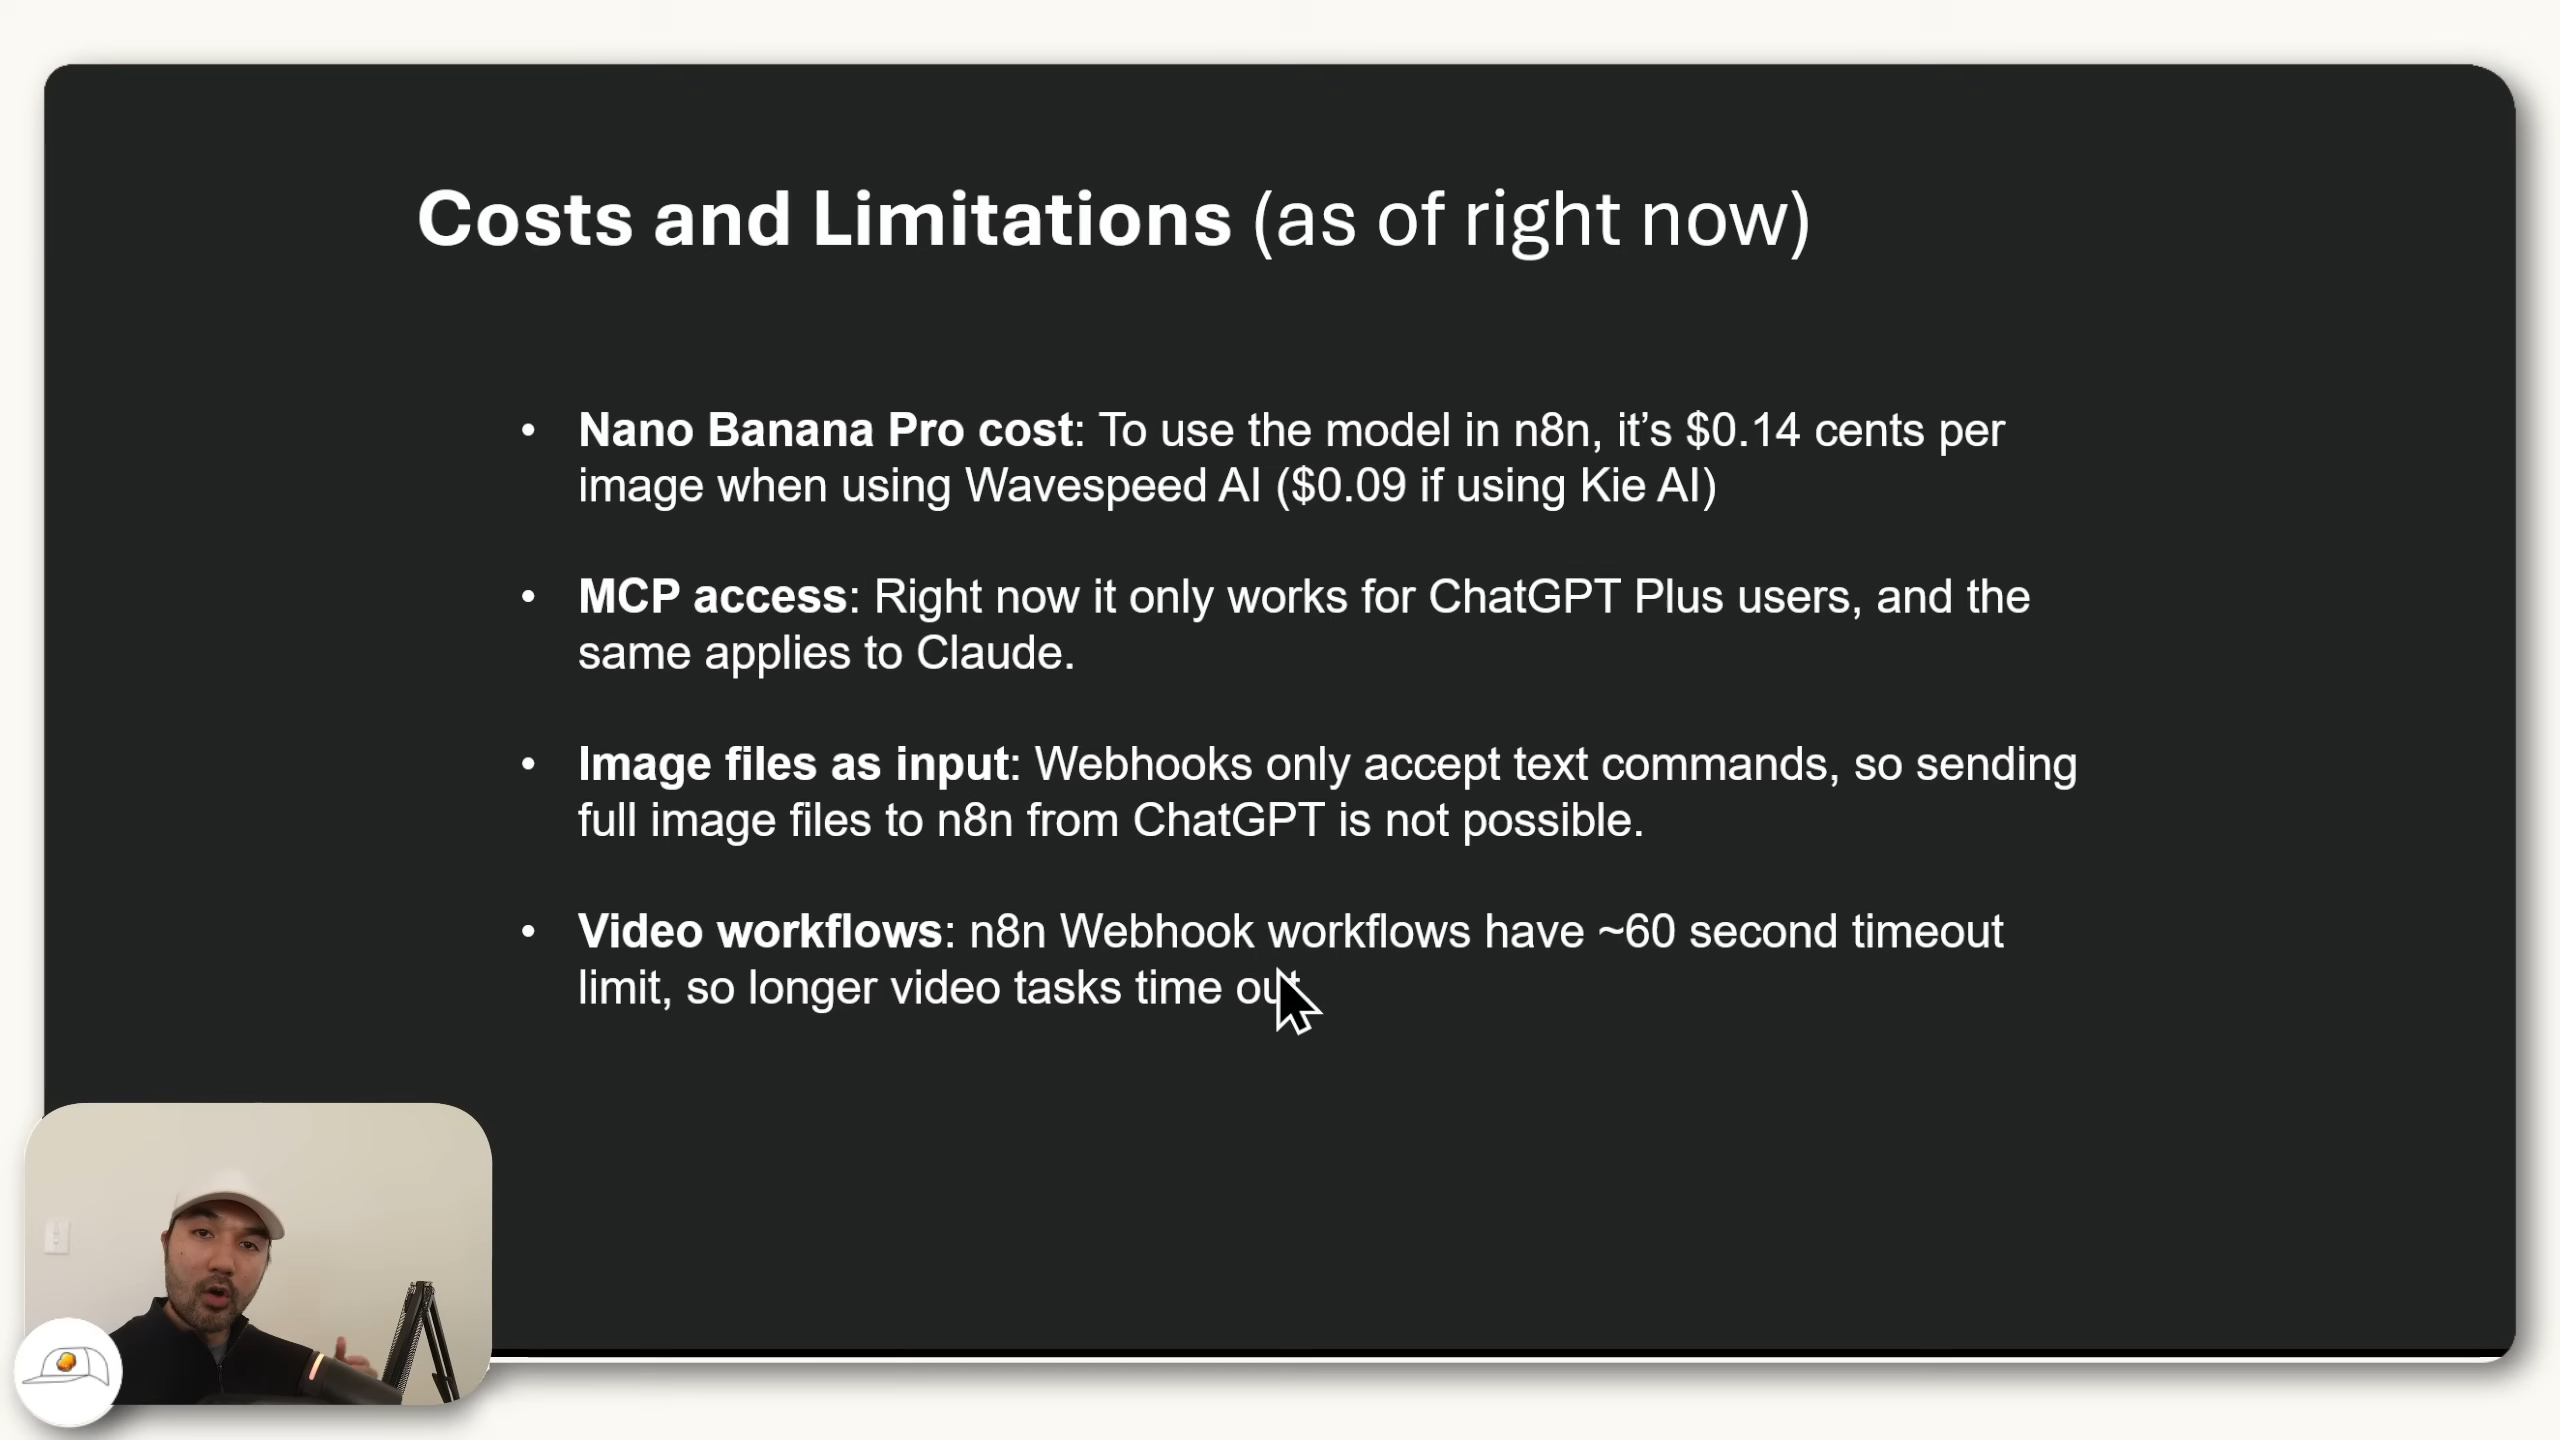 Costs and Limitations (as of right now)
• Nano Banana Pro cost: To use the model in n8n, it’s $0.14 cents per
image when using Wavespeed AI ($0.09 if using Kie AI)
• MCP access: Right now it only works for ChatGPT Plus users, and the
same applies to Claude.
• Image files as input: Webhooks only accept text commands, so sending
full image files to n8n from ChatGPT is not possible.
• Video workflows: n8n Webhook workflows have ~60 second timeout
limit, so longer video tasks time out